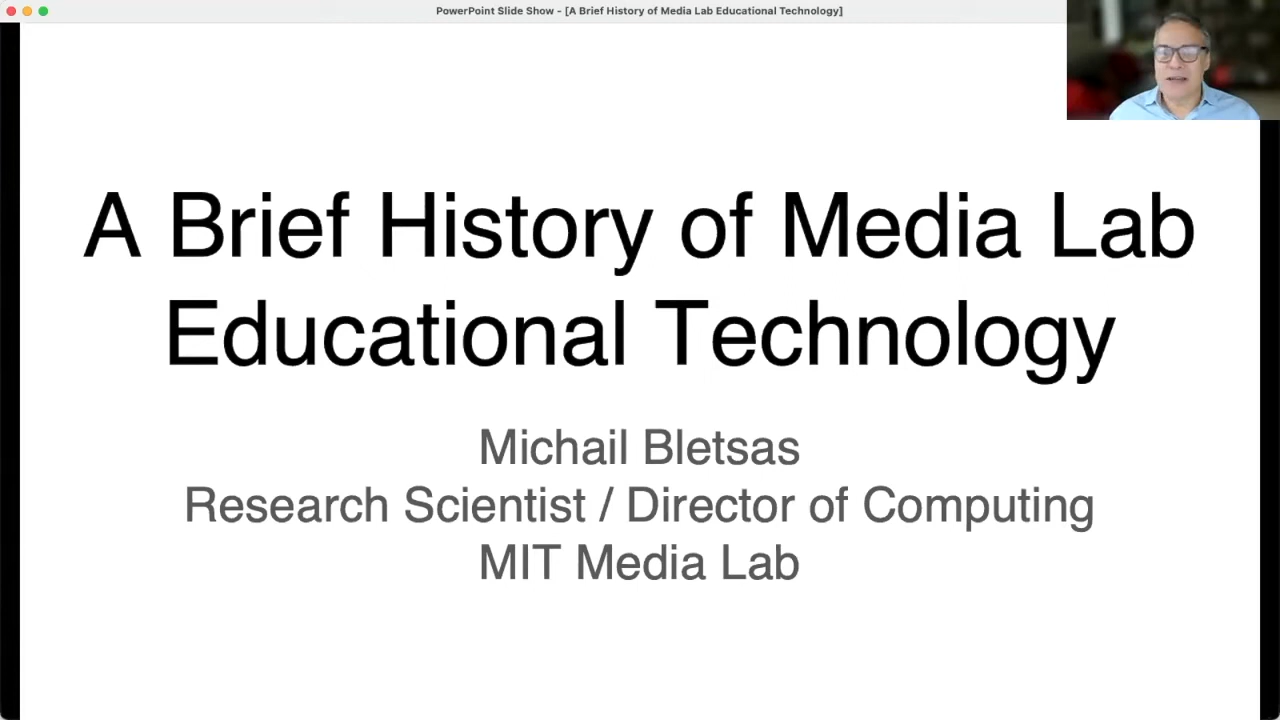 PowerPoint Slide Show - [A Brief History of Media Lab Educational Technology]
A Brief History of Media Lab
Educational Technology
Michail Bletsas
Research Scientist / Director of Computing
MIT Media Lab